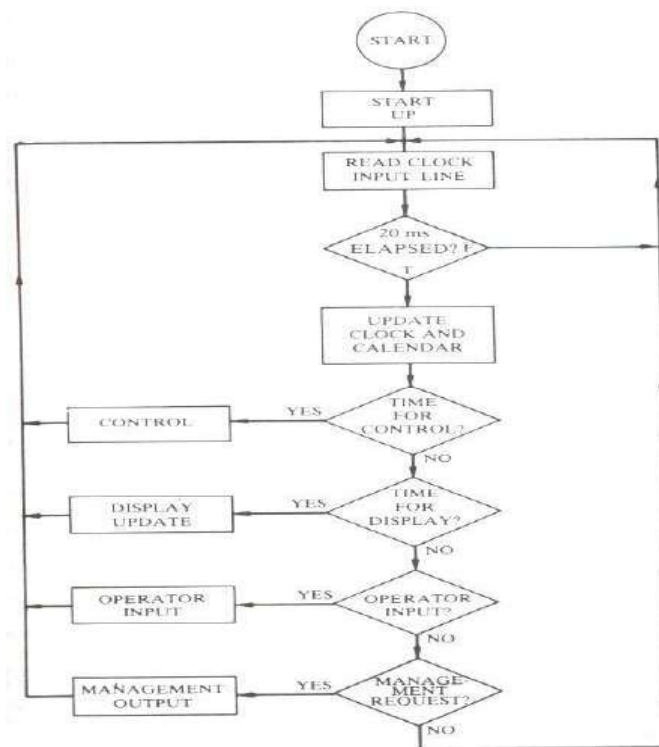 START
START
UP
READ CLOCK
INPUT LINE
20 ms
ELAPSED? F
T
UPDATE
CLOCK AND
CALENDAR
TIME
FOR
CONTROL?
YES
CONTROL
NO
TIME
FOR
DISPLAY?
YES
DISPLAY
UPDATE
NO
OPERATOR
INPUT?
YES
OPERATOR
INPUT
NO
MANAGE-
MENT
REQUEST?
YES
MANAGEMENT
OUTPUT
NO